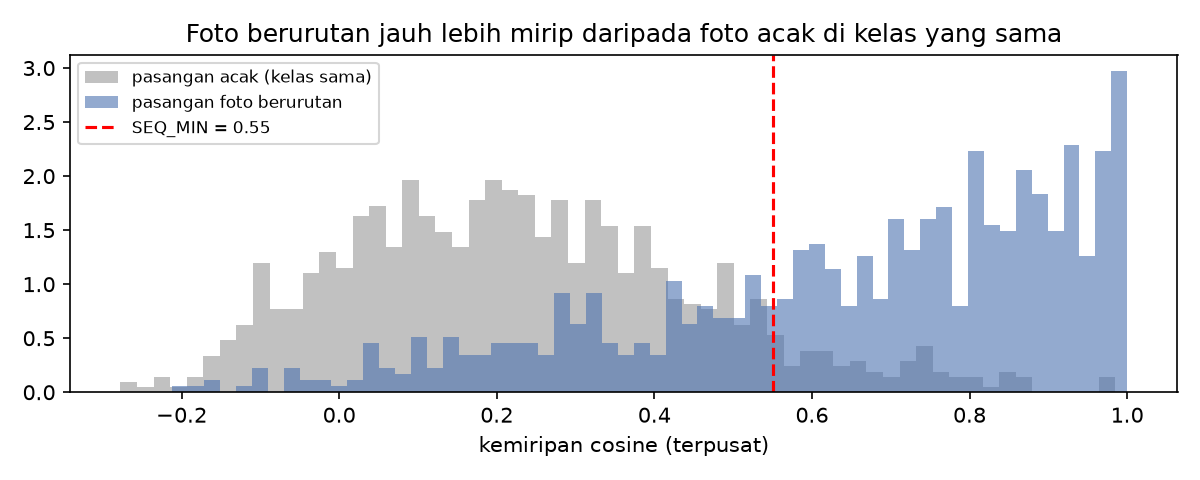 Foto berurutan jauh lebih mirip daripada foto acak di kelas yang sama
pasangan acak (kelas sama)
pasangan foto berurutan
SEQ_MIN = 0.55
3.0
2.5
2.0
1.5
1.0
0.5
0.0
−0.2 0.0 0.2 0.4 0.6 0.8 1.0
kemiripan cosine (terpusat)